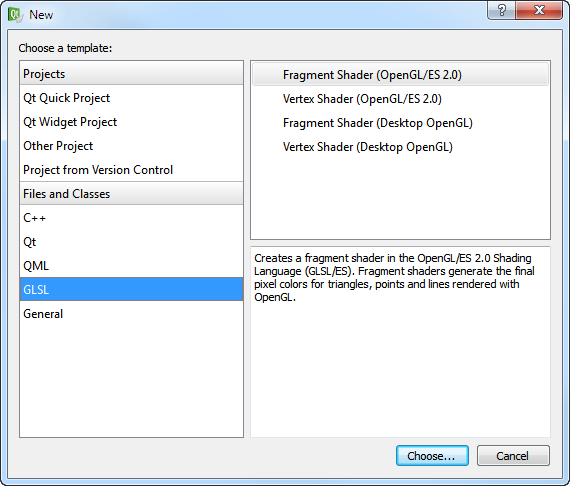 New
Choose a template:
Projects
Qt Quick Project
Qt Widget Project
Other Project
Project from Version Control
Files and Classes
C++
Qt
QML
GLSL
General
Fragment Shader (OpenGL/ES 2.0)
Vertex Shader (OpenGL/ES 2.0)
Fragment Shader (Desktop OpenGL)
Vertex Shader (Desktop OpenGL)
Creates a fragment shader in the OpenGL/ES 2.0 Shading
Language (GLSL/ES). Fragment shaders generate the final
pixel colors for triangles, points and lines rendered with
OpenGL.
Choose...
Cancel